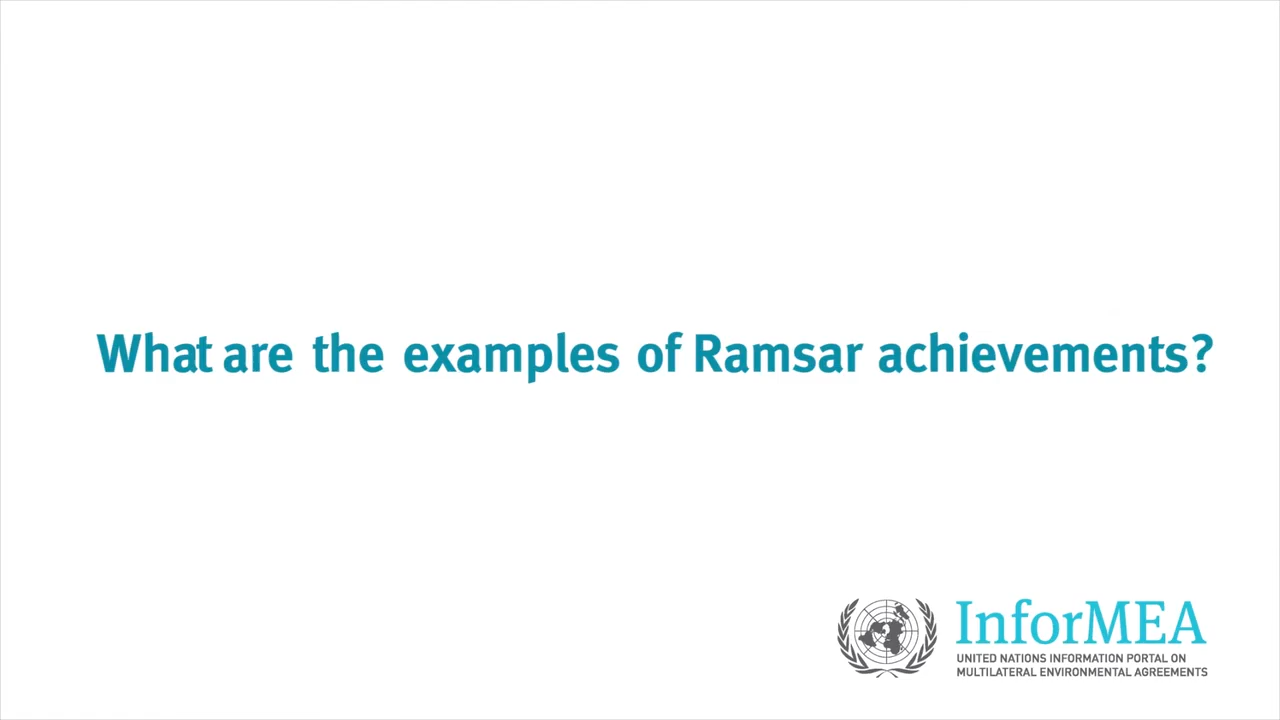 What are the examples of Ramsar achievements?
InforMEA
UNITED NATIONS INFORMATION PORTAL ON
MULTILATERAL ENVIRONMENTAL AGREEMENTS